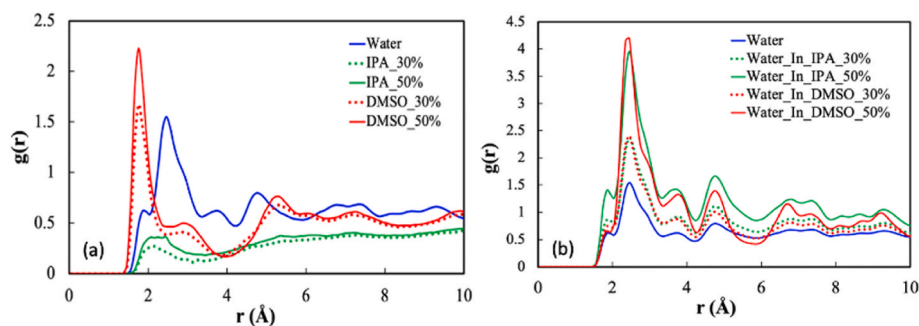 2.5
2
1.5
1
0.5
0
g(r)
Water
IPA_30%
IPA_50%
DMSO_30%
DMSO_50%
(a)
0 2 4 6 8 10
r (Å)
4.5
4
3.5
3
2.5
2
1.5
1
0.5
0
g(r)
Water
Water_In_IPA_30%
Water_In_IPA_50%
Water_In_DMSO_30%
Water_In_DMSO_50%
(b)
0 2 4 6 8 10
r (Å)